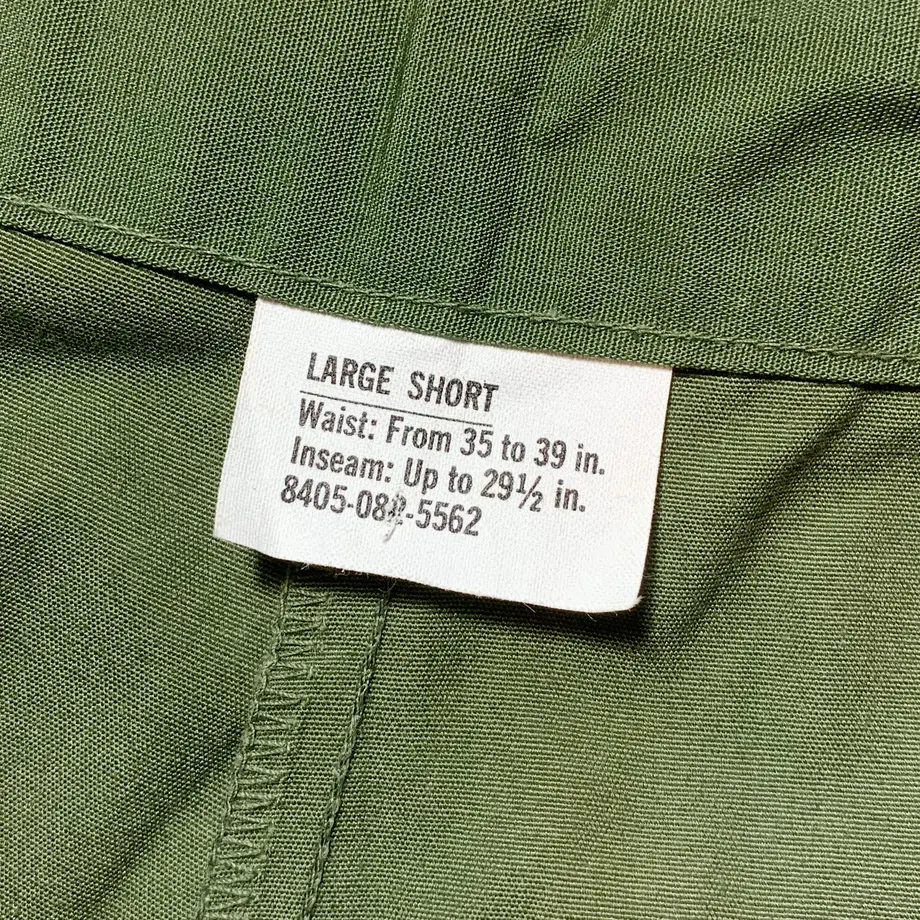 LARGE SHORT
Waist: From 35 to 39 in.
Inseam: Up to 29½ in.
8405-082-5562